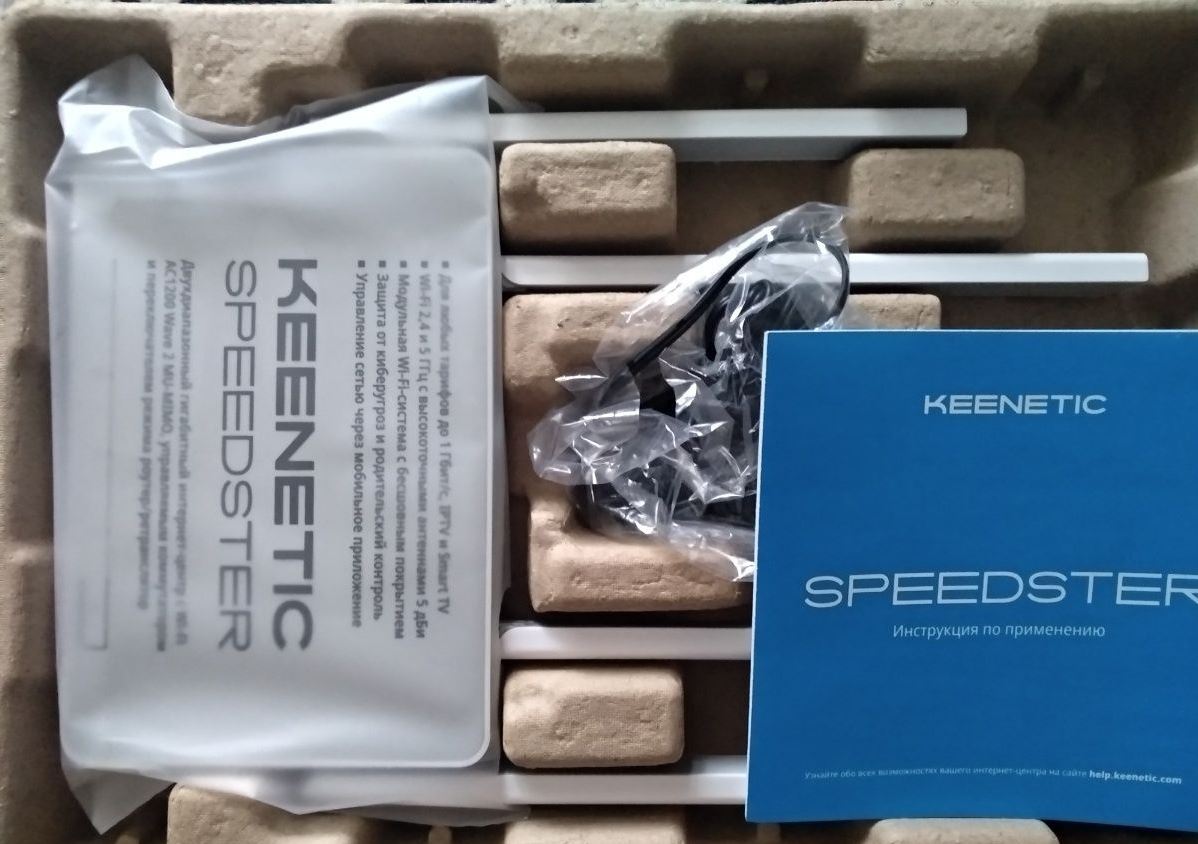 KEENETIC
SPEEDSTER
Двухдиапазонный гигабитный интернет-центр с Wi-Fi
AC1200 Wave 2 MU-MIMO, управляемым коммутатором
и переключателем режима роутер/ретранслятор
▪ Для любых тарифов до 1 Гбит/с, IPTV и Smart TV
▪ Wi-Fi 2,4 и 5 ГГц с высокоточными антеннами 5 дБи
▪ Модульная Wi-Fi-система с бесшовным покрытием
▪ Защита от киберугроз и родительский контроль
▪ Управление сетью через мобильное приложение
KEENETIC
SPEEDSTER
Инструкция по применению
Узнайте обо всех возможностях вашего интернет-центра на сайте help.keenetic.com